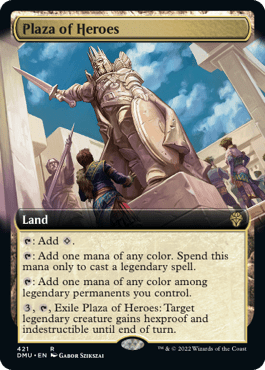 Plaza of Heroes
Land
: Add .
: Add one mana of any color. Spend this
mana only to cast a legendary spell.
: Add one mana of any color among
legendary permanents you control.
3, , Exile Plaza of Heroes: Target
legendary creature gains hexproof and
indestructible until end of turn.
421 R
DMU • EN GABOR SZIKSZAI
™ & © 2022 Wizards of the Coast